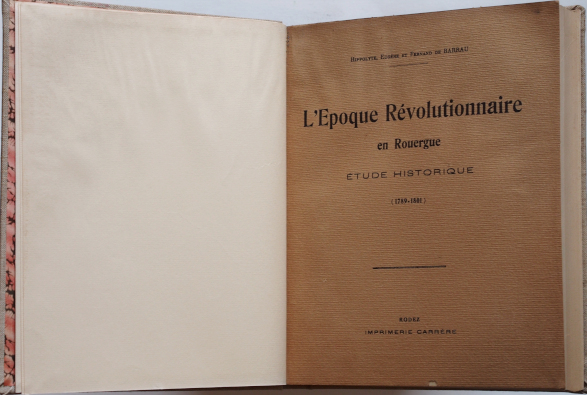 Hippolyte, Eugène et Fernand de BARRAU
L'Epoque Révolutionnaire
en Rouergue
ÉTUDE HISTORIQUE
(1789-1801)
RODEZ
IMPRIMERIE CARRÈRE